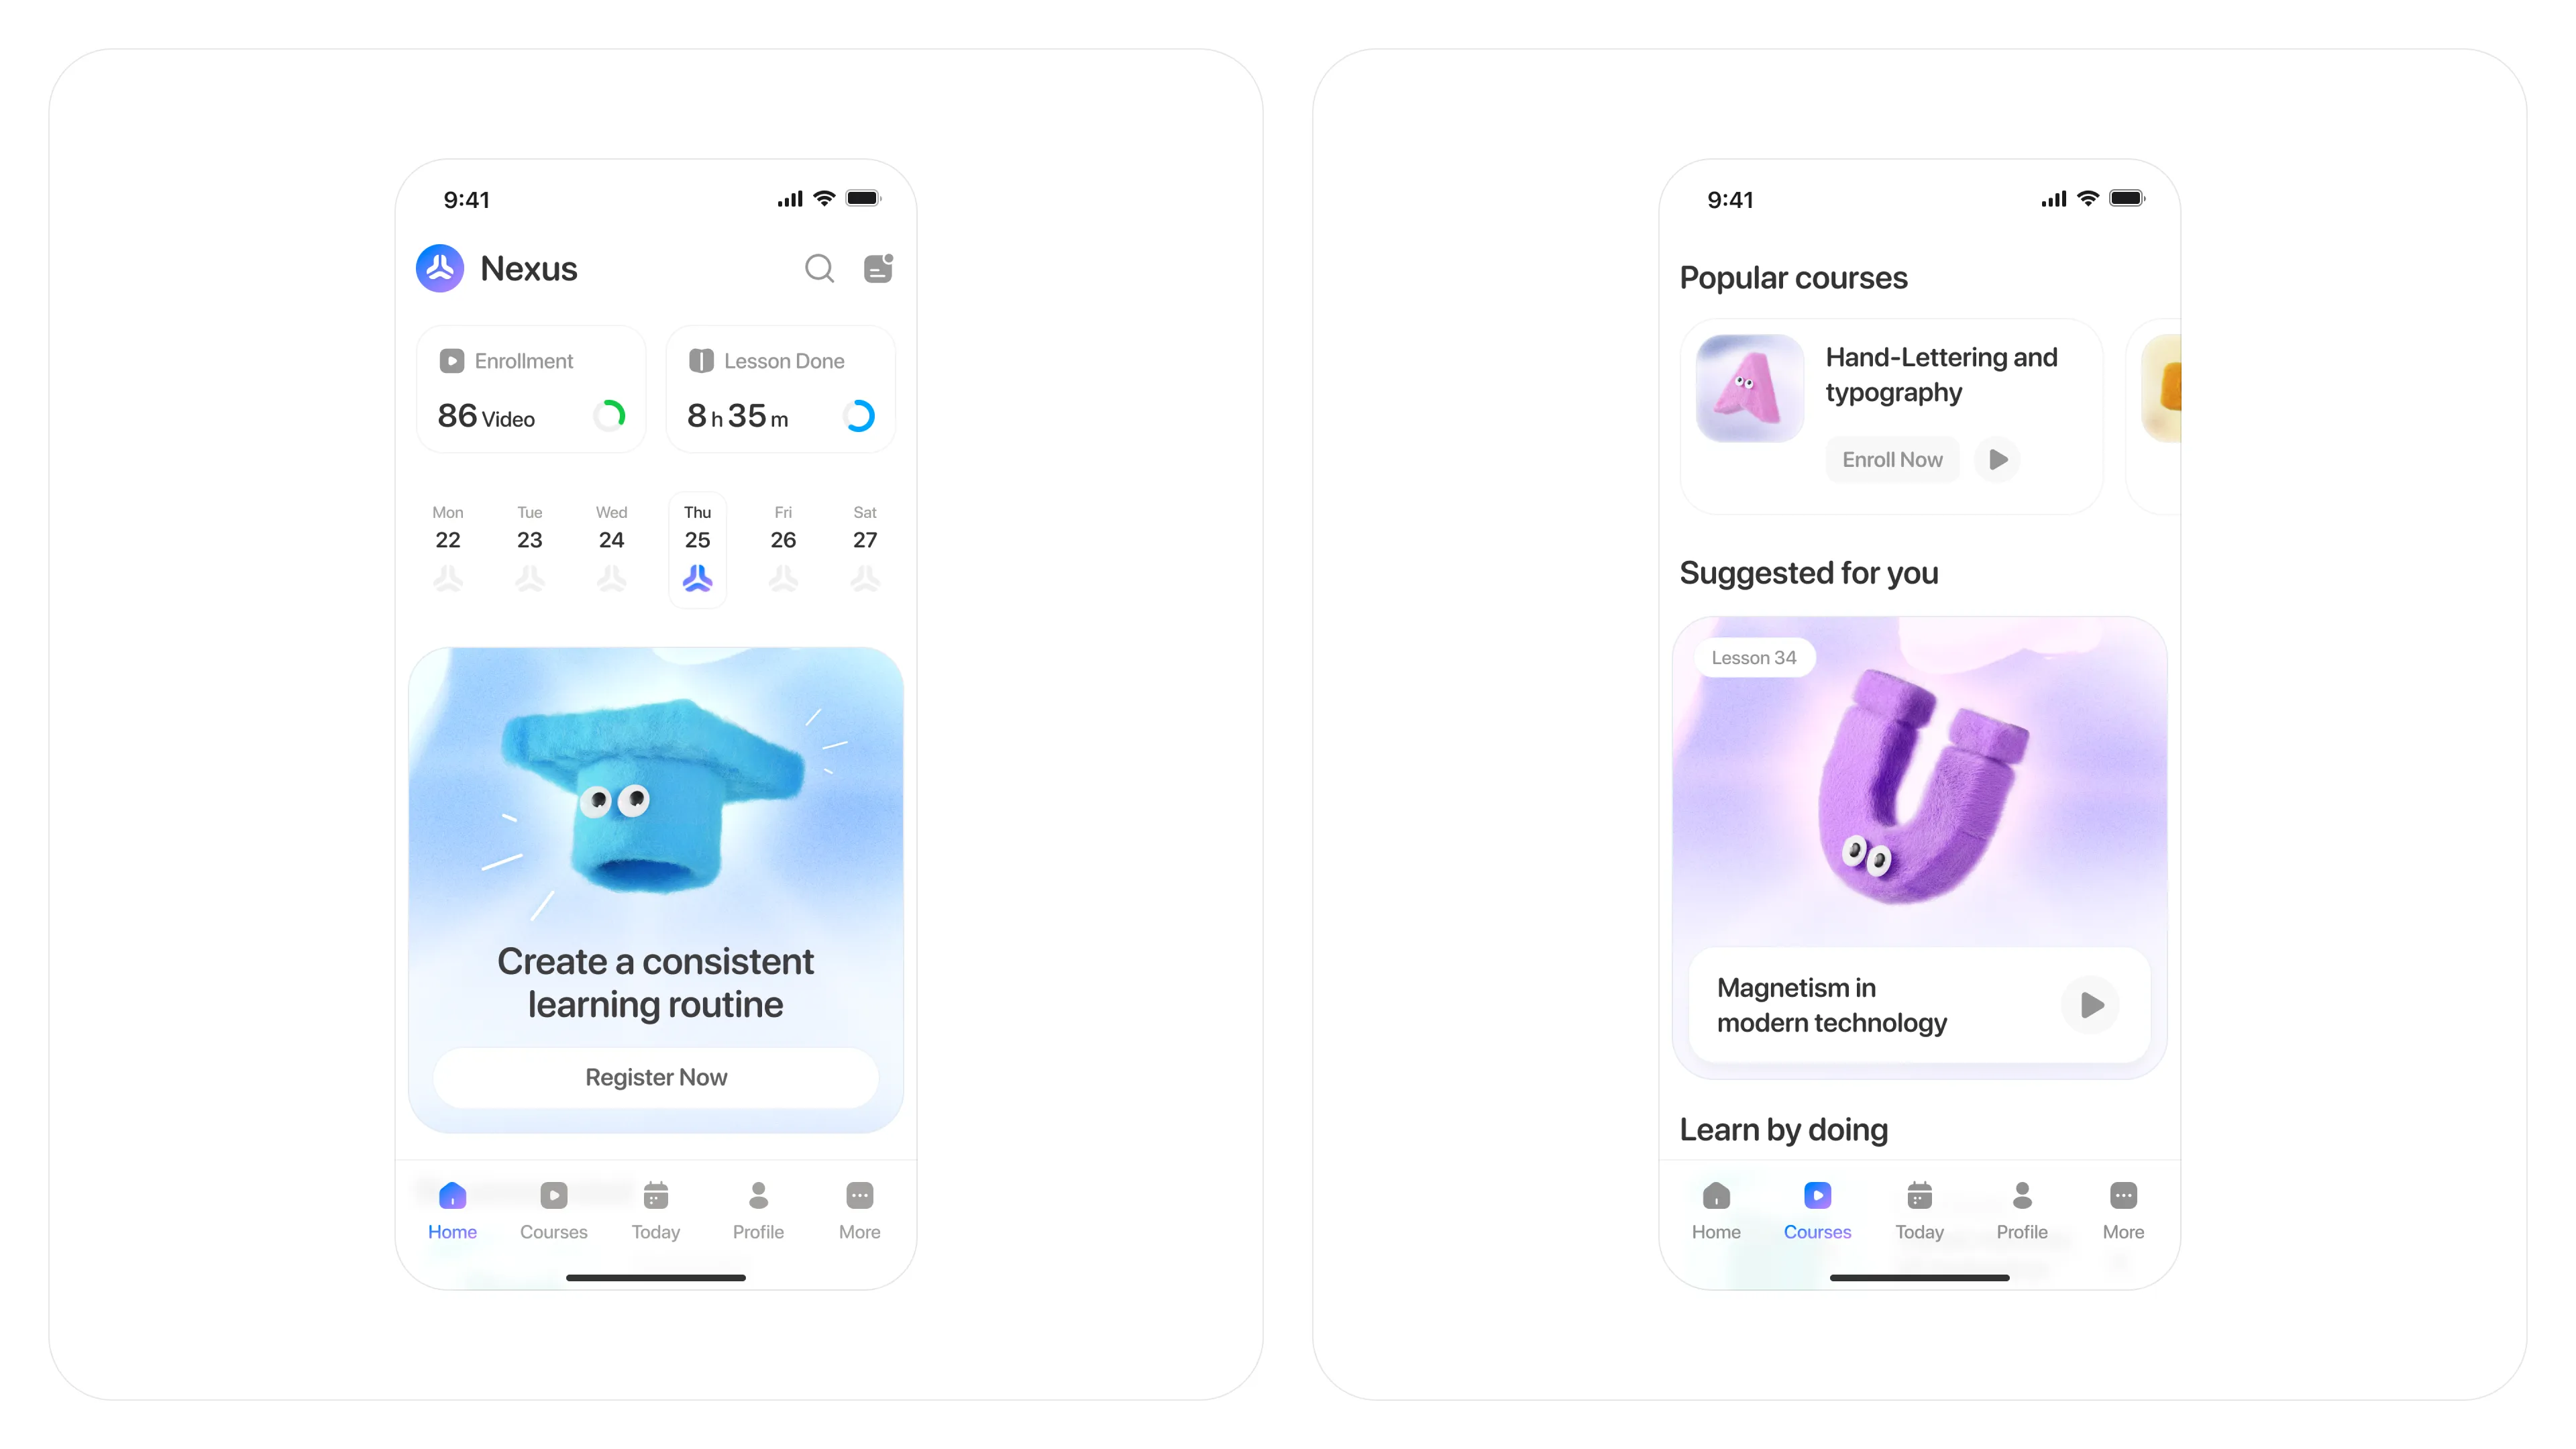 9:41
Nexus
Enrollment
86 Video
Lesson Done
8 h 35 m
Mon Tue Wed Thu Fri Sat
22 23 24 25 26 27
Create a consistent
learning routine
Register Now
Home Courses Today Profile More
9:41
Popular courses
Hand-Lettering and
typography
Enroll Now
Suggested for you
Lesson 34
Magnetism in
modern technology
Learn by doing
Home Courses Today Profile More